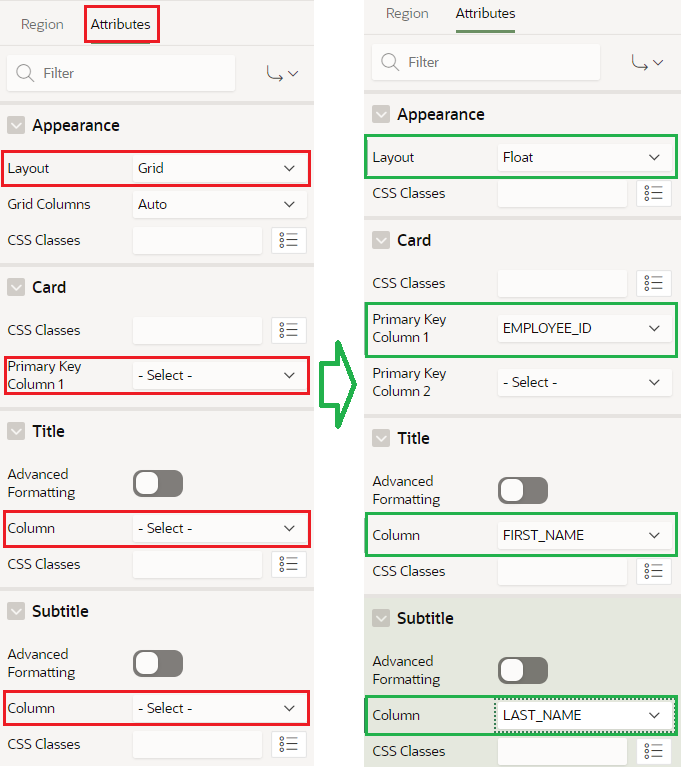 Region Attributes
Filter
Appearance
Layout Grid
Grid Columns Auto
CSS Classes
Card
CSS Classes
Primary Key
Column 1 - Select -
Title
Advanced
Formatting
Column - Select -
CSS Classes
Subtitle
Advanced
Formatting
Column - Select -
CSS Classes
Region Attributes
Filter
Appearance
Layout Float
CSS Classes
Card
CSS Classes
Primary Key
Column 1 EMPLOYEE_ID
Primary Key
Column 2 - Select -
Title
Advanced
Formatting
Column FIRST_NAME
CSS Classes
Subtitle
Advanced
Formatting
Column LAST_NAME
CSS Classes